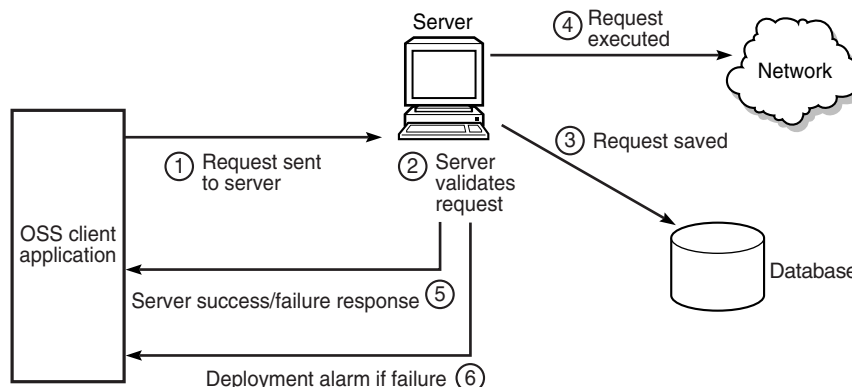 Server
4 Request
executed
Network
1 Request sent
to server
2 Server
validates
request
3 Request saved
OSS client
application
Database
Server success/failure response 5
Deployment alarm if failure 6